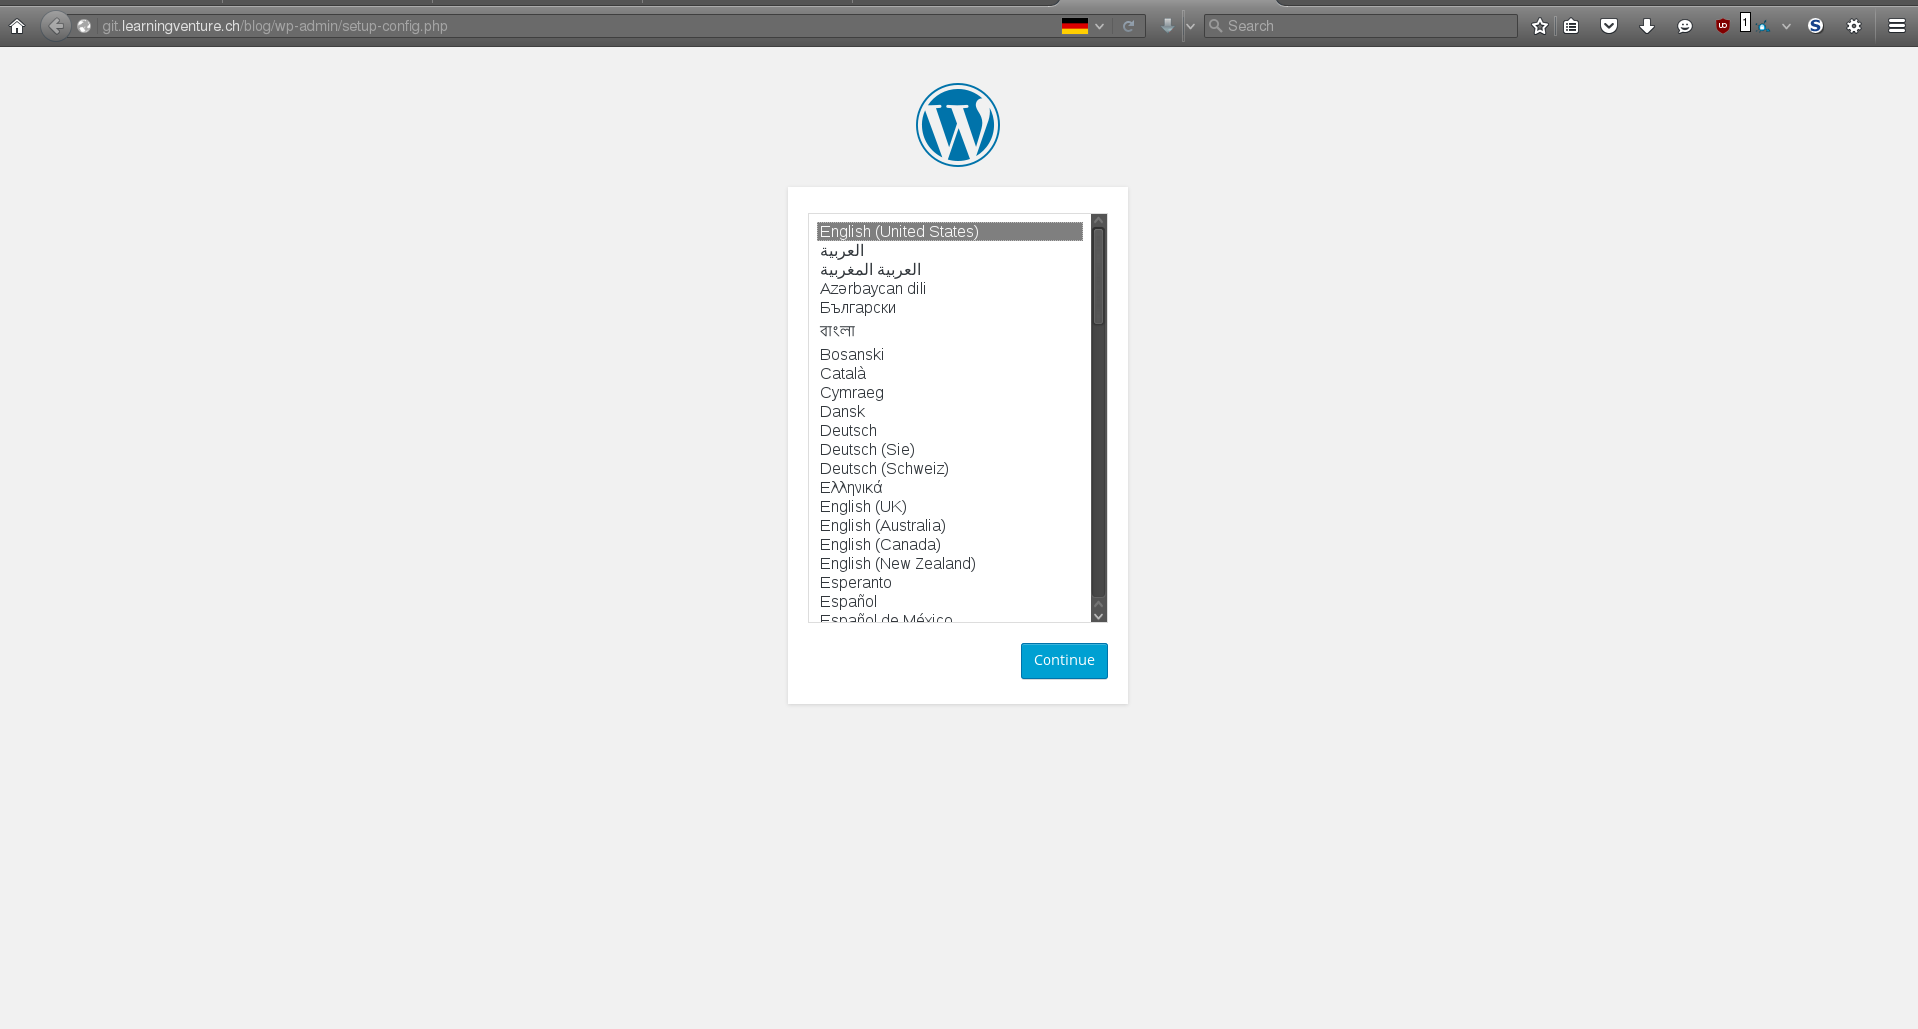 git.learningventure.ch/blog/wp-admin/setup-config.php
Search
1
English (United States)
العربية
العربية المغربية
Azərbaycan dili
Български
বাংলা
Bosanski
Català
Cymraeg
Dansk
Deutsch
Deutsch (Sie)
Deutsch (Schweiz)
Ελληνικά
English (UK)
English (Australia)
English (Canada)
English (New Zealand)
Esperanto
Español
Español de México
Continue